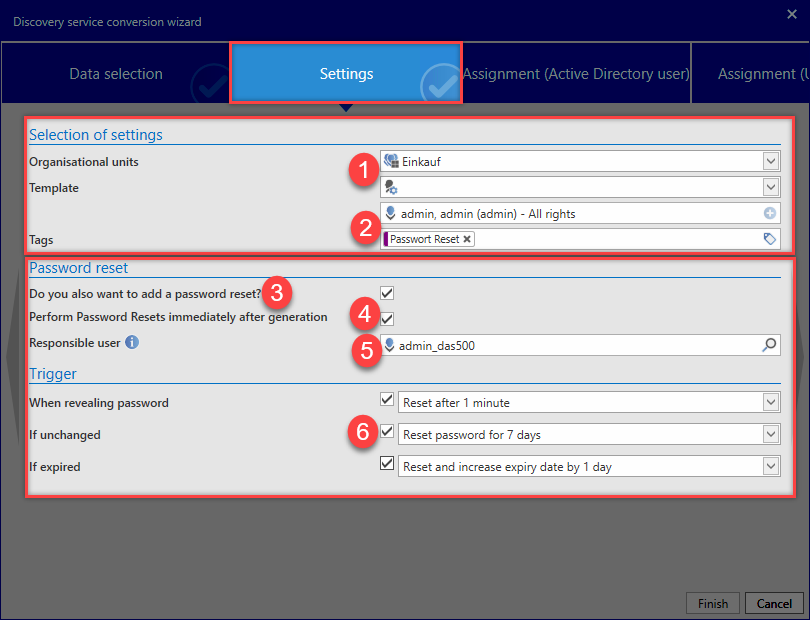 Discovery service conversion wizard
Data selection
Settings
Assignment (Active Directory user)
Assignment (U
Selection of settings
Organisational units
1
Einkauf
Template
admin, admin (admin) - All rights
2
Tags
Passwort Reset
Password reset
Do you also want to add a password reset?
3
Perform Password Resets immediately after generation
4
Responsible user
5
admin_das500
Trigger
When revealing password
Reset after 1 minute
If unchanged
6
Reset password for 7 days
If expired
Reset and increase expiry date by 1 day
Finish
Cancel